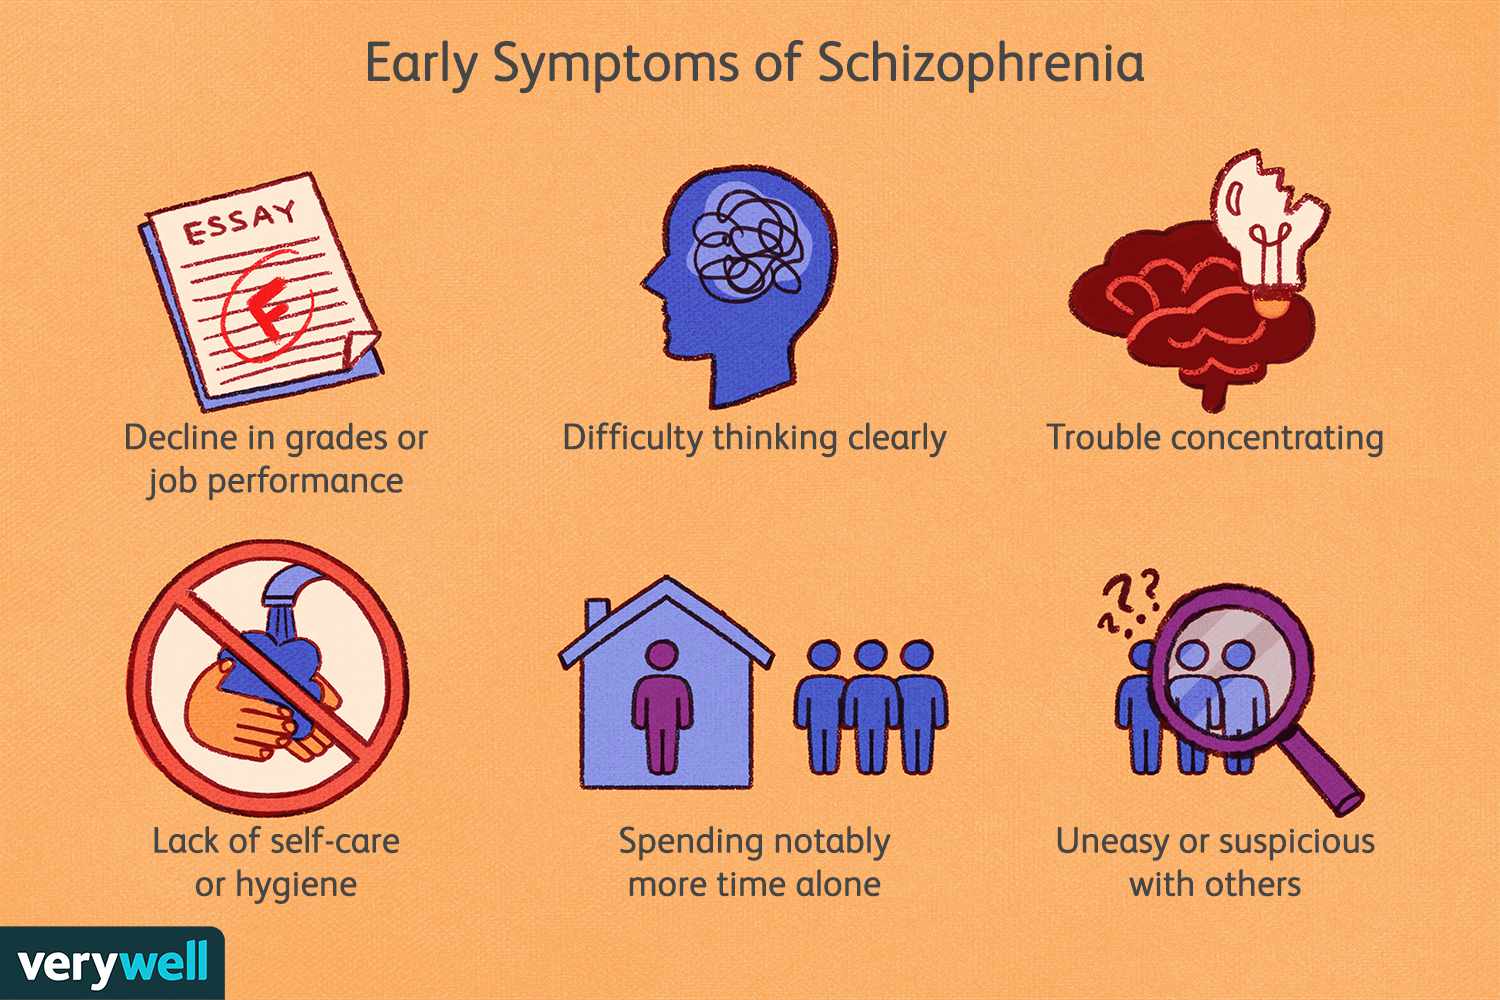 Early Symptoms of Schizophrenia
ESSAY
F
Decline in grades or
job performance
Difficulty thinking clearly
Trouble concentrating
Lack of self-care
or hygiene
Spending notably
more time alone
???
Uneasy or suspicious
with others
verywell